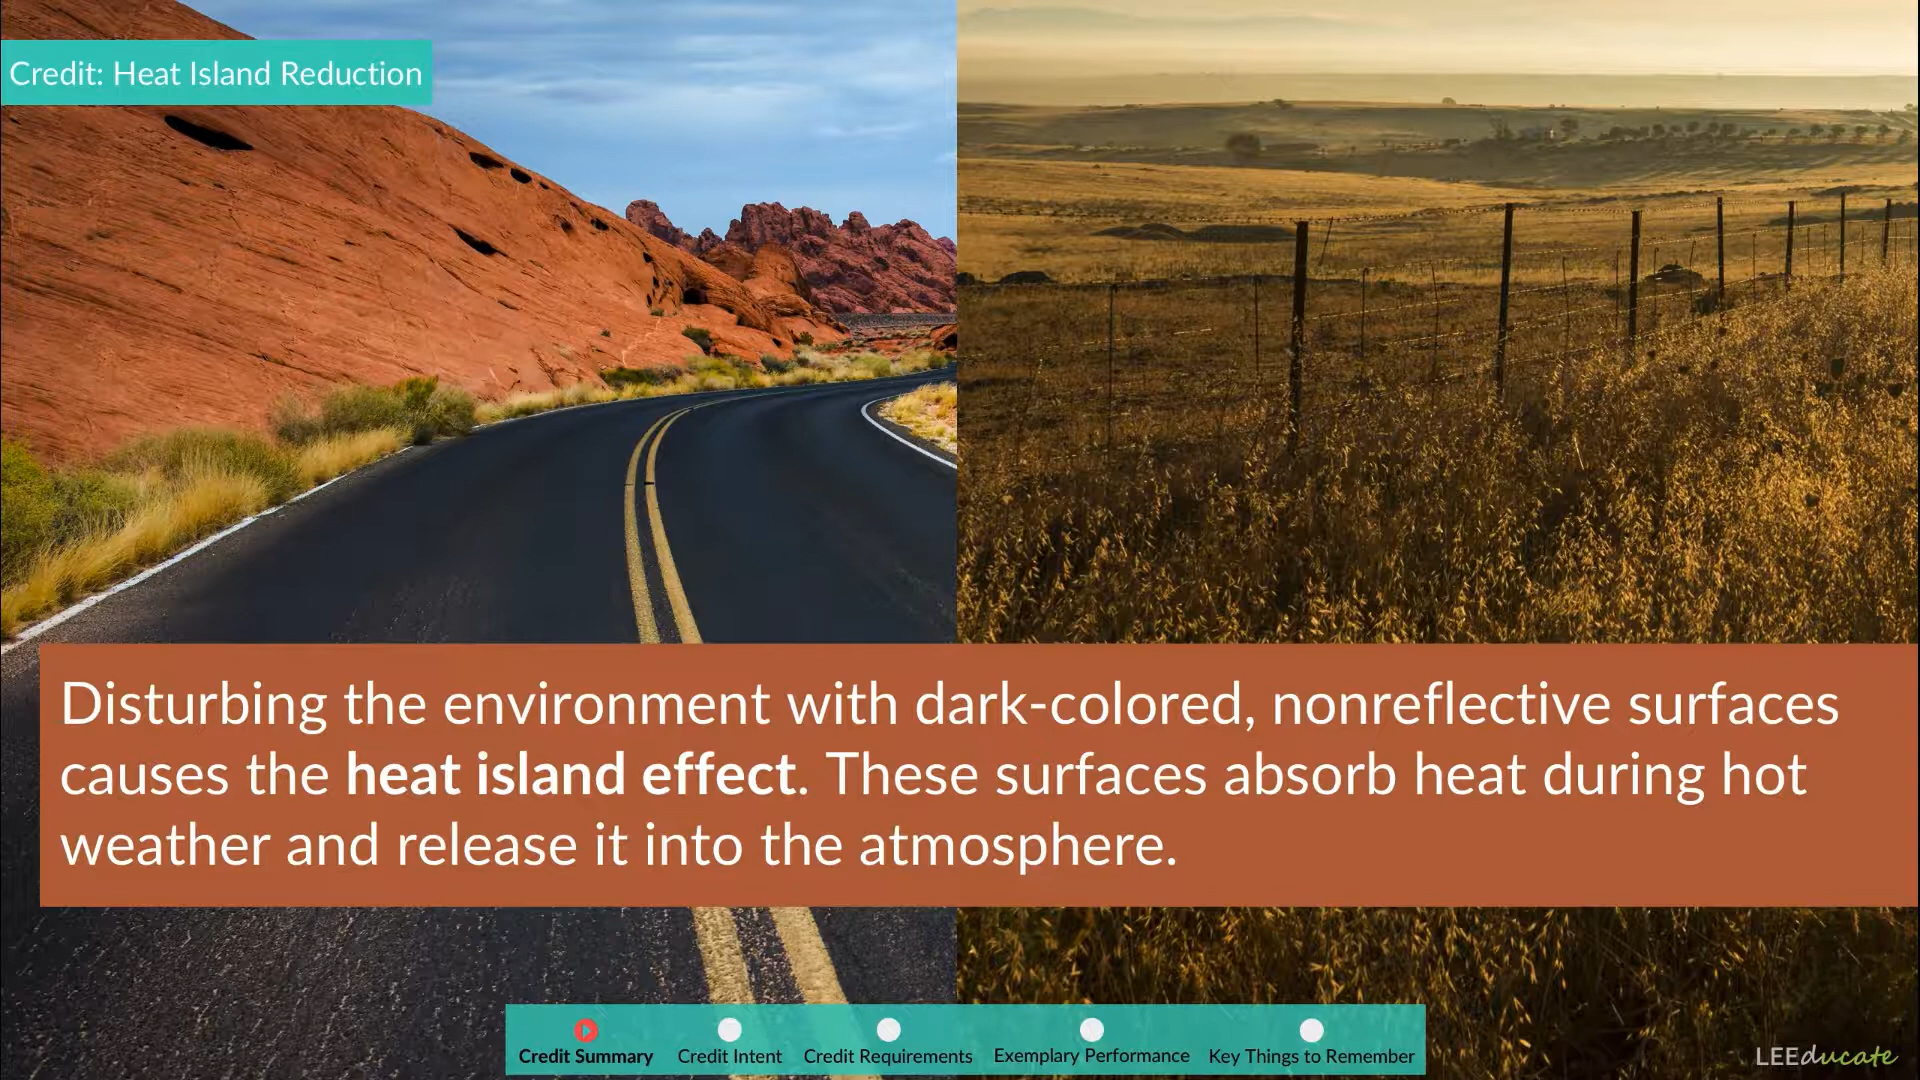 Credit: Heat Island Reduction
Disturbing the environment with dark-colored, nonreflective surfaces
causes the heat island effect. These surfaces absorb heat during hot
weather and release it into the atmosphere.
Credit Summary
Credit Intent
Credit Requirements
Exemplary Performance
Key Things to Remember
LEEducate